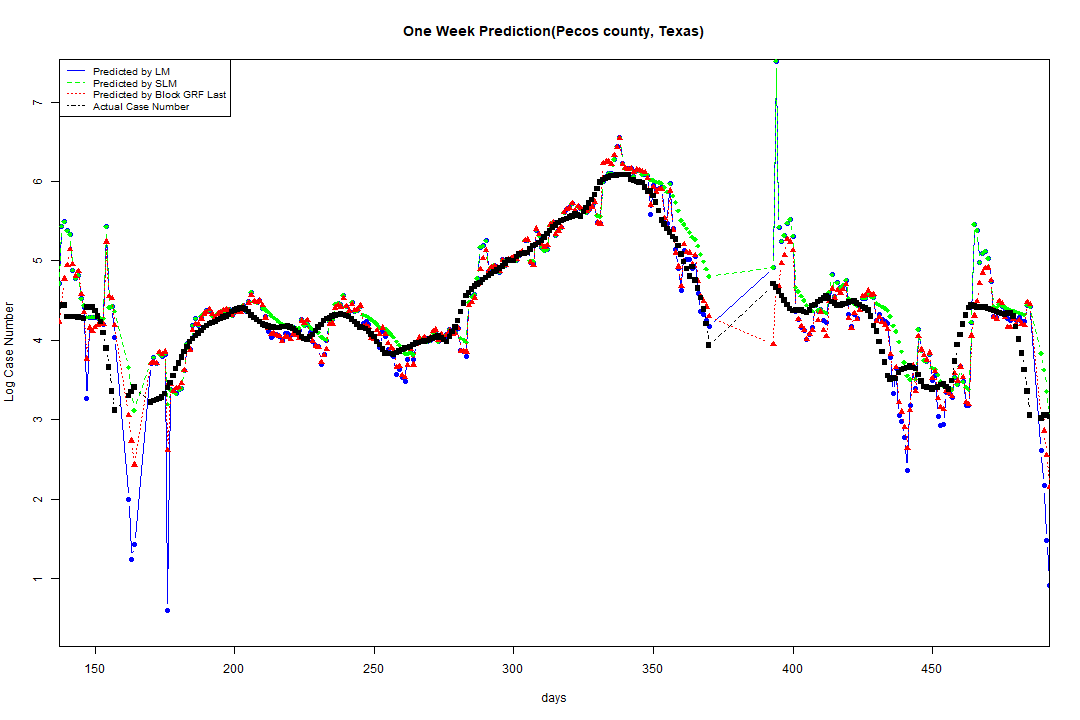 One Week Prediction(Pecos county, Texas)
Predicted by LM
Predicted by SLM
Predicted by Block GRF Last
Actual Case Number
Log Case Number
7
6
5
4
3
2
1
150 200 250 300 350 400 450
days